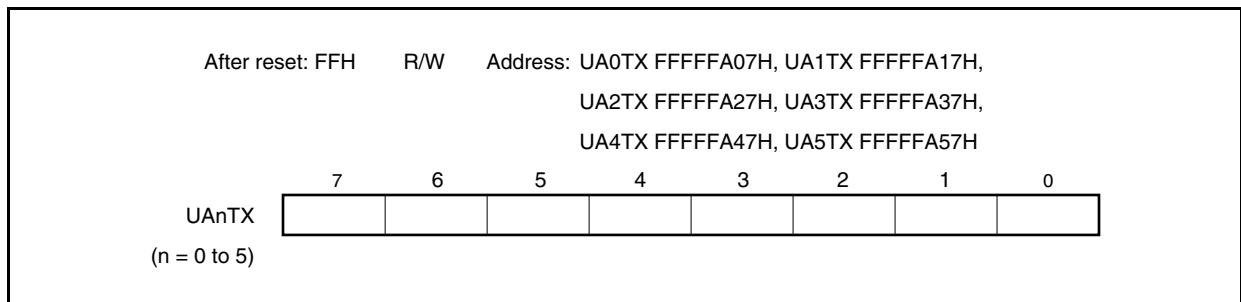 After reset: FFH R/W Address: UA0TX FFFFFA07H, UA1TX FFFFFA17H,
UA2TX FFFFFA27H, UA3TX FFFFFA37H,
UA4TX FFFFFA47H, UA5TX FFFFFA57H
7 6 5 4 3 2 1 0
UAnTX
(n = 0 to 5)